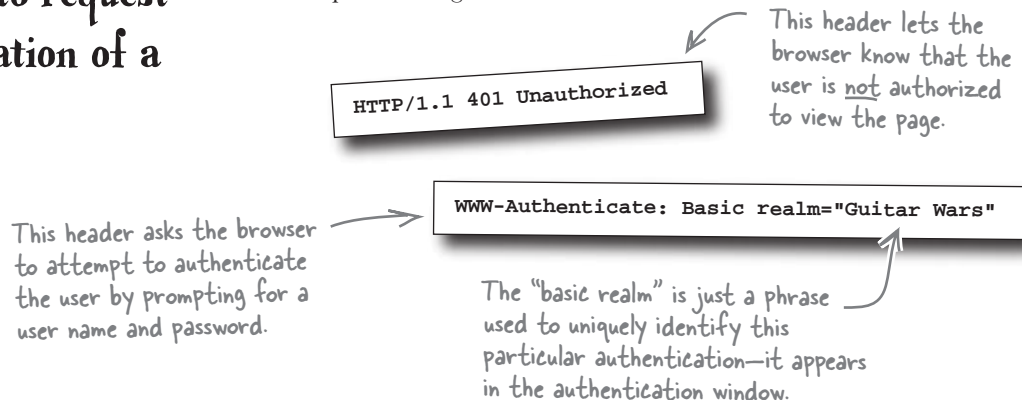 to request
ation of a
This header lets the
browser know that the
user is not authorized
to view the page.
HTTP/1.1 401 Unauthorized
WWW-Authenticate: Basic realm="Guitar Wars"
This header asks the browser
to attempt to authenticate
the user by prompting for a
user name and password.
The “basic realm” is just a phrase
used to uniquely identify this
particular authentication—it appears
in the authentication window.